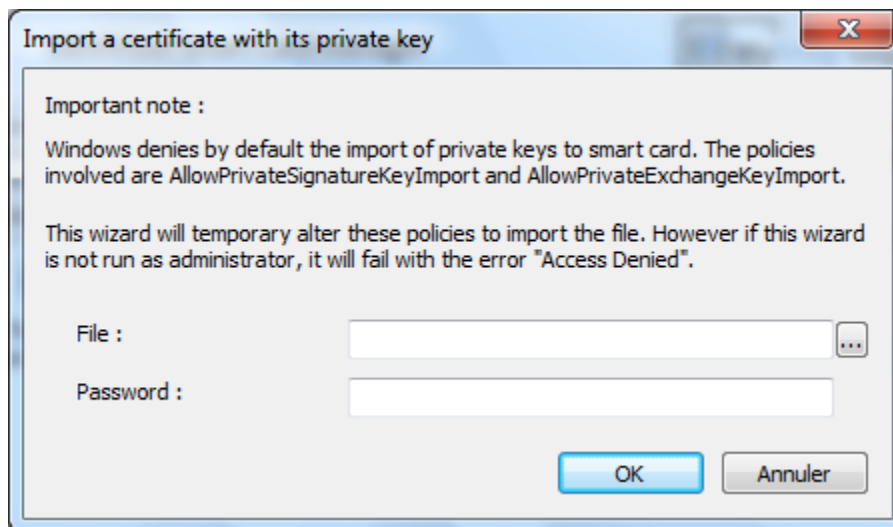 Import a certificate with its private key
Important note :
Windows denies by default the import of private keys to smart card. The policies
involved are AllowPrivateSignatureKeyImport and AllowPrivateExchangeKeyImport.
This wizard will temporary alter these policies to import the file. However if this wizard
is not run as administrator, it will fail with the error "Access Denied".
File :
...
Password :
OK
Annuler